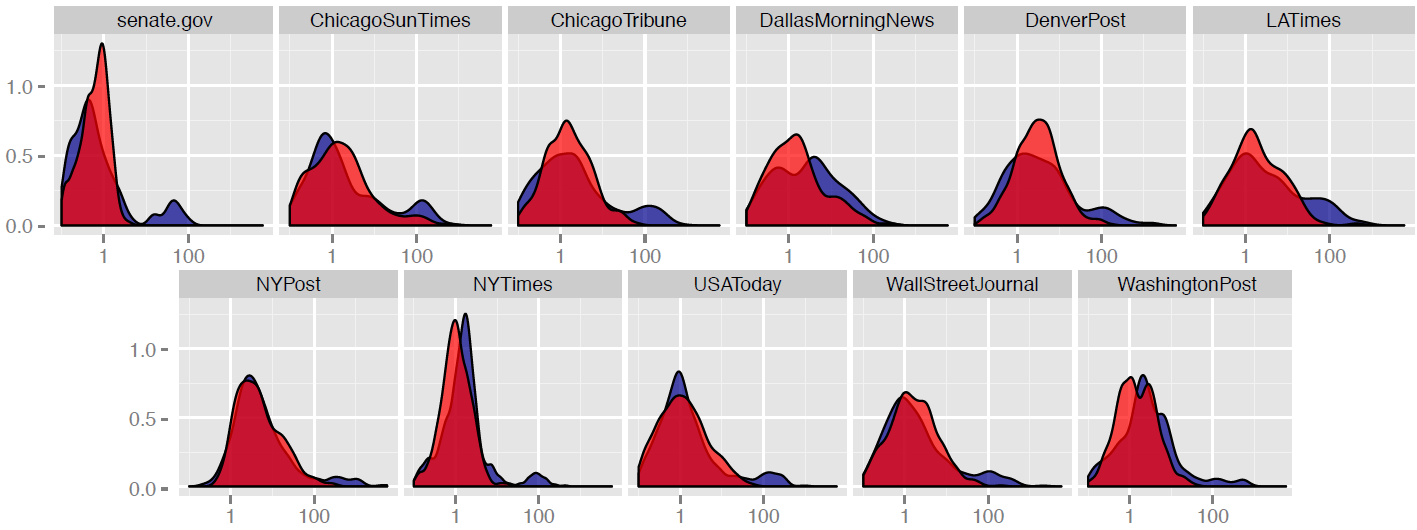 senate.gov ChicagoSunTimes ChicagoTribune DallasMorningNews DenverPost LATimes
1.0
0.5
0.0
1 100 1 100 1 100 1 100 1 100 1 100
NYPost NYTimes USAToday WallStreetJournal WashingtonPost
1.0
0.5
0.0
1 100 1 100 1 100 1 100 1 100